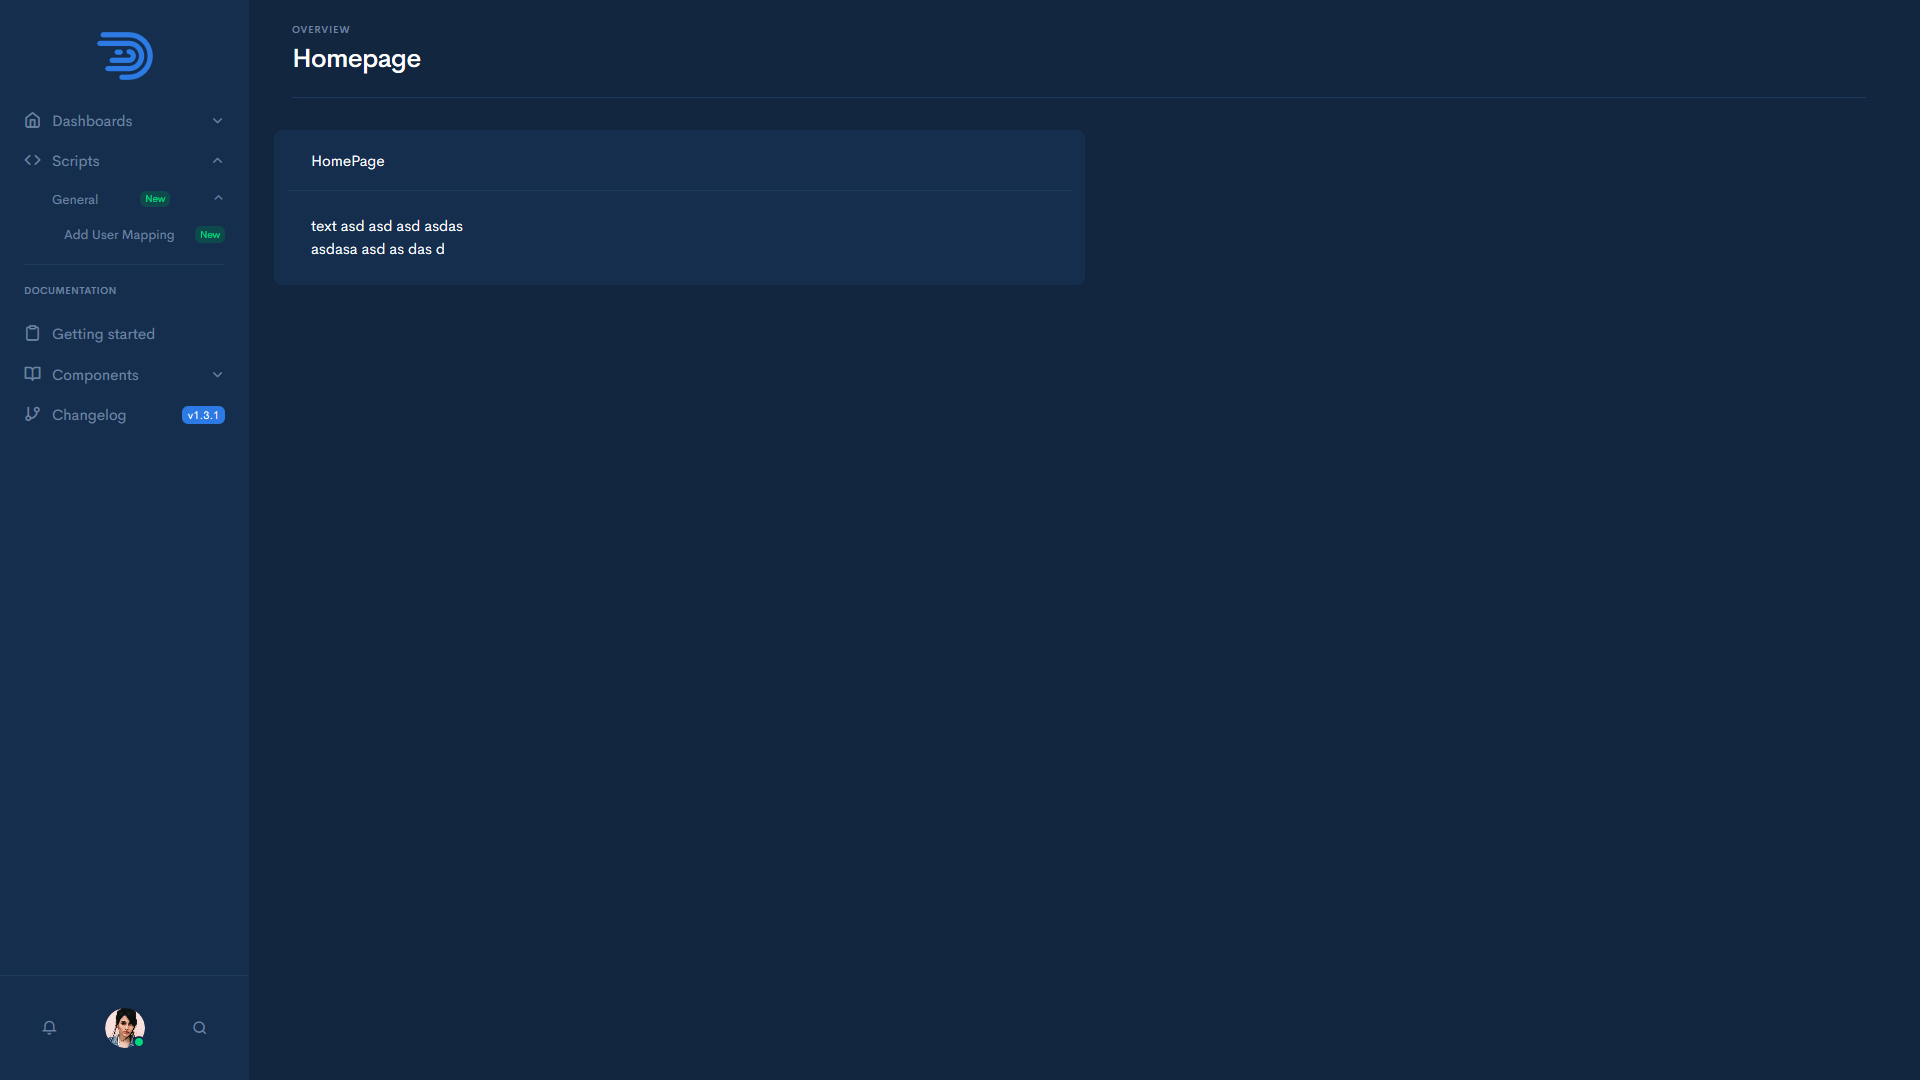 Dashboards
Scripts
General New
Add User Mapping New
DOCUMENTATION
Getting started
Components
Changelog v1.3.1
OVERVIEW
Homepage
HomePage
text asd asd asd asdas
asdasa asd as das d